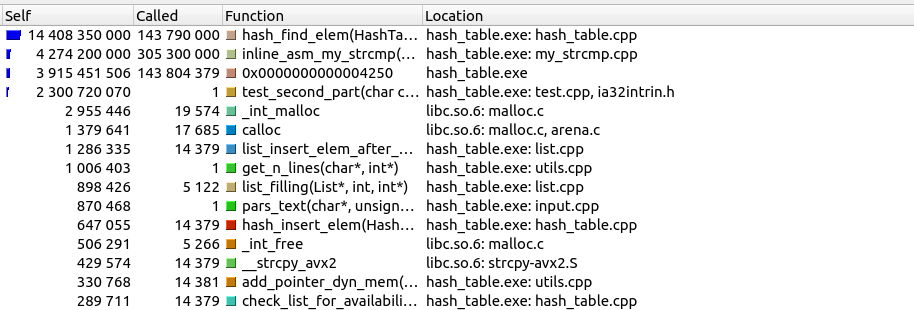 Self Called Function Location
14 408 350 000 143 790 000 hash_find_elem(HashTa... hash_table.exe: hash_table.cpp
4 274 200 000 305 300 000 inline_asm_my_strcmp(... hash_table.exe: my_strcmp.cpp
3 915 451 506 143 804 379 0x0000000000004250 hash_table.exe
2 300 720 070 1 test_second_part(char c... hash_table.exe: test.cpp, ia32intrin.h
2 955 446 19 574 _int_malloc libc.so.6: malloc.c
1 379 641 17 685 calloc libc.so.6: malloc.c, arena.c
1 286 335 14 379 list_insert_elem_after_... hash_table.exe: list.cpp
1 006 403 1 get_n_lines(char*, int*) hash_table.exe: utils.cpp
898 426 5 122 list_filling(List*, int, int*) hash_table.exe: list.cpp
870 468 1 pars_text(char*, unsign... hash_table.exe: input.cpp
647 055 14 379 hash_insert_elem(Hash... hash_table.exe: hash_table.cpp
506 291 5 266 _int_free libc.so.6: malloc.c
429 574 14 379 __strcpy_avx2 libc.so.6: strcpy-avx2.S
330 768 14 381 add_pointer_dyn_mem(... hash_table.exe: utils.cpp
289 711 14 379 check_list_for_availabili... hash_table.exe: hash_table.cpp